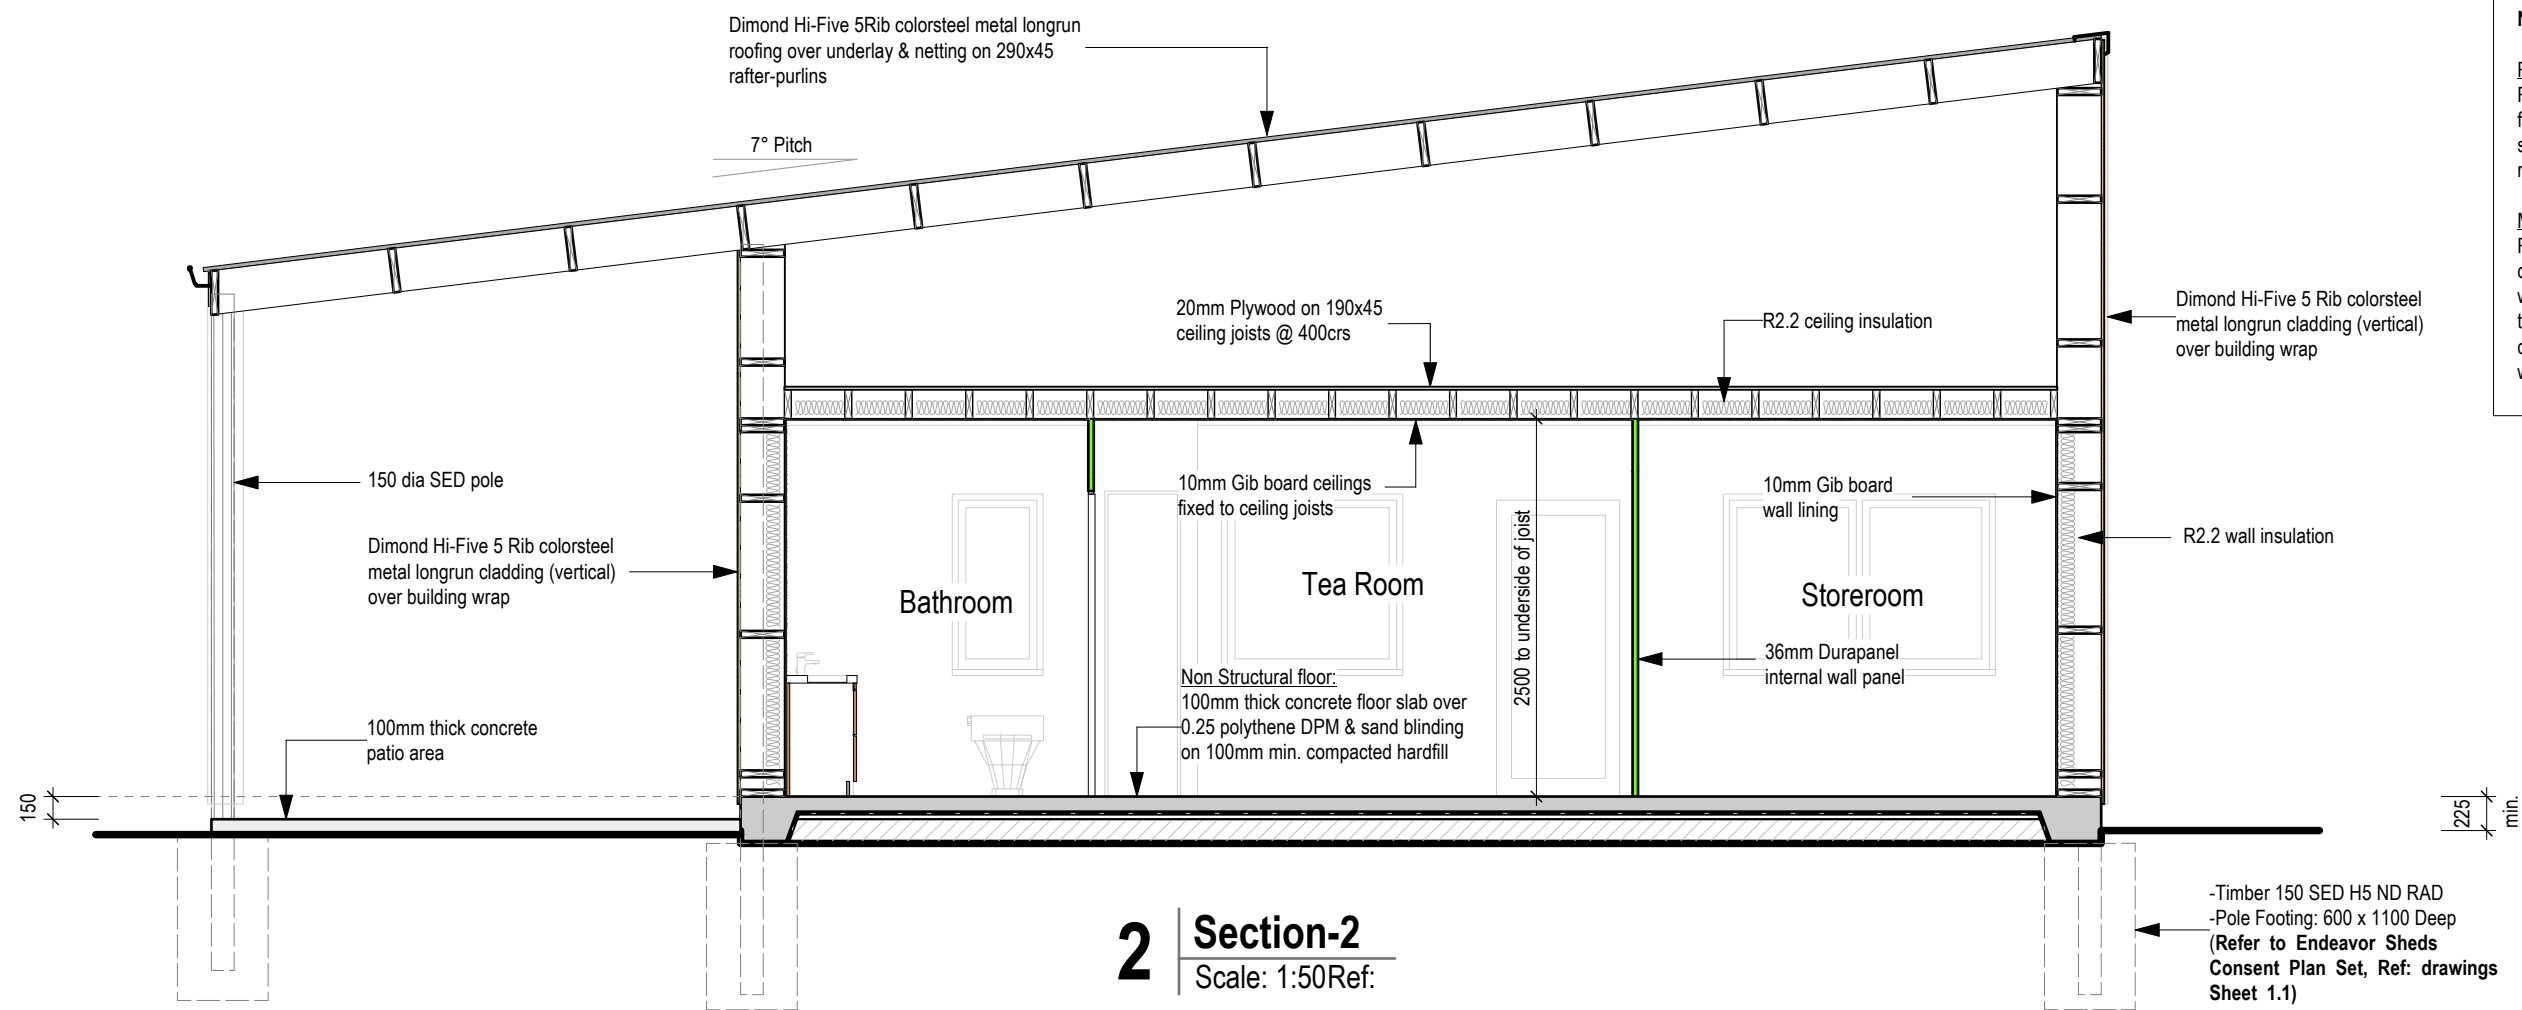 Dimond Hi-Five 5Rib colorsteel metal longrun
roofing over underlay & netting on 290x45
rafter-purlins
7° Pitch
20mm Plywood on 190x45
ceiling joists @ 400crs
R2.2 ceiling insulation
Dimond Hi-Five 5 Rib colorsteel
metal longrun cladding (vertical)
over building wrap
150 dia SED pole
10mm Gib board ceilings
fixed to ceiling joists
10mm Gib board
wall lining
R2.2 wall insulation
Dimond Hi-Five 5 Rib colorsteel
metal longrun cladding (vertical)
over building wrap
2500 to underside of joist
Bathroom
Tea Room
Storeroom
36mm Durapanel
internal wall panel
Non Structural floor:
100mm thick concrete floor slab over
0.25 polythene DPM & sand blinding
on 100mm min. compacted hardfill
100mm thick concrete
patio area
150
225
min.
-Timber 150 SED H5 ND RAD
-Pole Footing: 600 x 1100 Deep
(Refer to Endeavor Sheds
Consent Plan Set, Ref: drawings
Sheet 1.1)
2
Section-2
Scale: 1:50Ref: